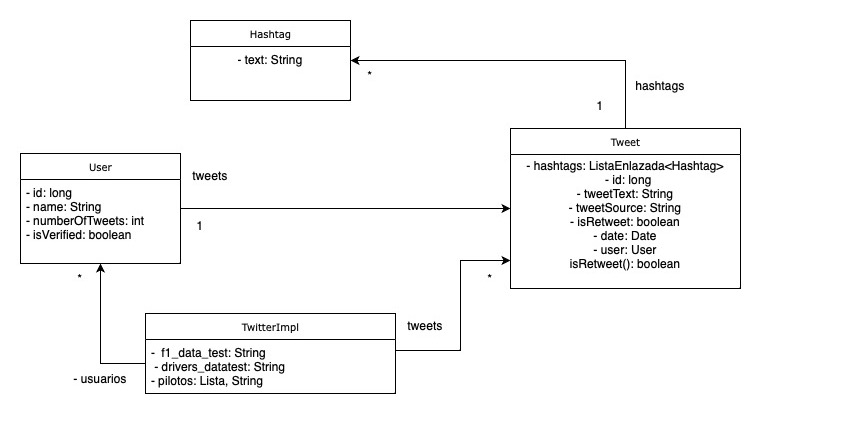 Hashtag
- text: String
*
hashtags
1
Tweet
- hashtags: ListaEnlazada<Hashtag>
- id: long
- tweetText: String
- tweetSource: String
- isRetweet: boolean
- date: Date
- user: User
isRetweet(): boolean
User
- id: long
- name: String
- numberOfTweets: int
- isVerified: boolean
tweets
1
*
*
TwitterImpl
- f1_data_test: String
- drivers_datatest: String
- pilotos: Lista, String
tweets
- usuarios